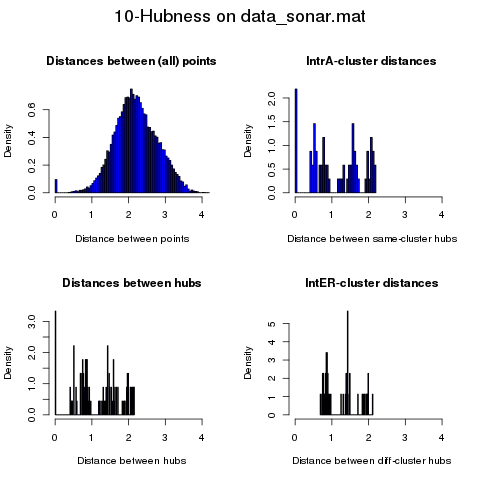 10-Hubness on data_sonar.mat
Distances between (all) points
Density
0.0 0.2 0.4 0.6
0 1 2 3 4
Distance between points
IntrA-cluster distances
Density
0.0 0.5 1.0 1.5 2.0
0 1 2 3 4
Distance between same-cluster hubs
Distances between hubs
Density
0.0 1.0 2.0 3.0
0 1 2 3 4
Distance between hubs
IntER-cluster distances
Density
0 1 2 3 4 5
0 1 2 3 4
Distance between diff-cluster hubs